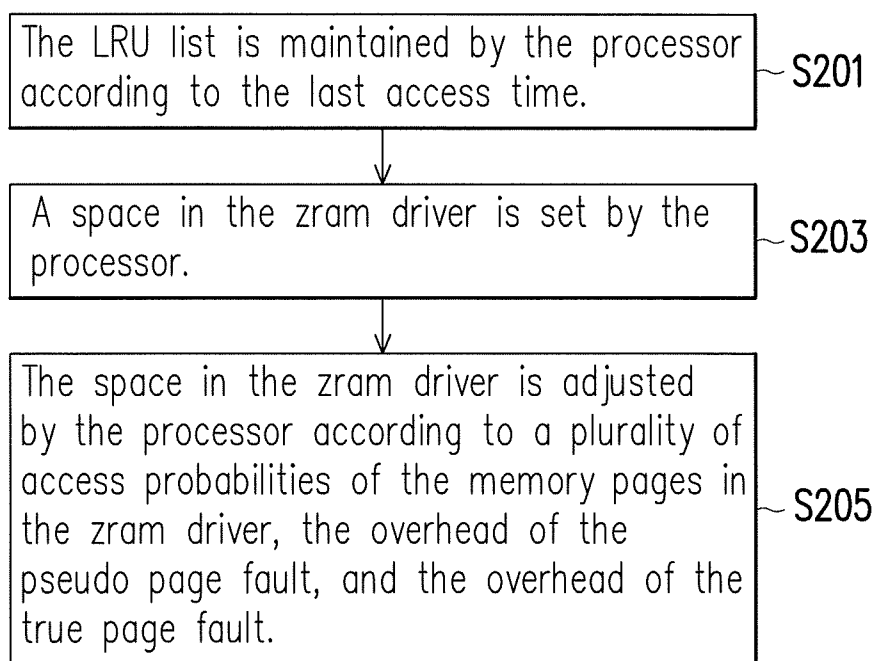 The LRU list is maintained by the processor
according to the last access time.
S201
A space in the zram driver is set by the
processor.
S203
The space in the zram driver is adjusted
by the processor according to a plurality of
access probabilities of the memory pages in
the zram driver, the overhead of the
pseudo page fault, and the overhead of the
true page fault.
S205